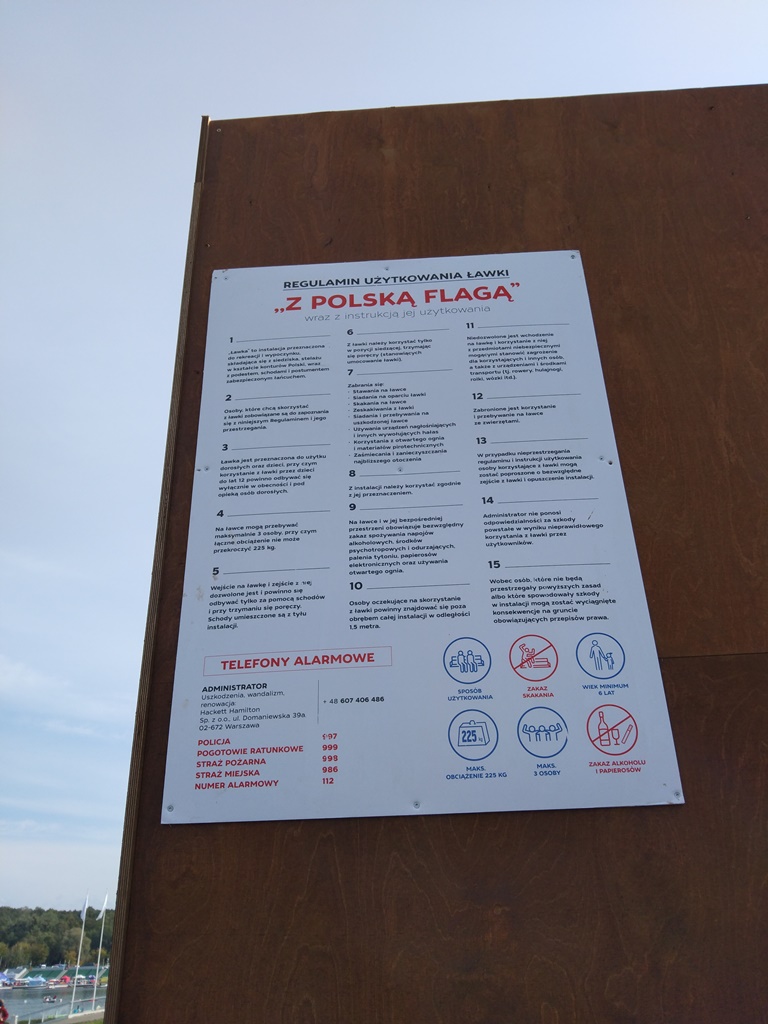 REGULAMIN UŻYTKOWANIA ŁAWKI
„Z POLSKĄ FLAGĄ”
wraz z instrukcją jej użytkowania
1
„Ławka" to instalacja przeznaczona
do rekreacji i wypoczynku,
składająca się z siedziska, stelażu
w kształcie konturów Polski wraz
z podestem, schodami i postumentem
zabezpieczonym łańcuchem.
2
Osoby, które chcą skorzystać
z ławki zobowiązane są do zapoznania
się z niniejszym Regulaminem i jego
przestrzegania.
3
Ławka jest przeznaczona do użytku
dorosłych oraz dzieci, przy czym
korzystanie z ławki przez dzieci
do lat 12 powinno odbywać się
wyłącznie w obecności i pod
opieką osób dorosłych.
4
Na ławce mogą przebywać
maksymalnie 3 osoby, przy czym
łączne obciążenie nie może
przekroczyć 225 kg.
5
Wejście na ławkę i zejście z niej
dozwolone jest i powinno się
odbywać tylko za pomocą schodów
i przy trzymaniu się poręczy.
Schody umieszczone są z tyłu
instalacji.
6
Z ławki należy korzystać tylko
w pozycji siedzącej, trzymając
się poręczy (stanowiących
umocowanie ławki).
7
Zabrania się:
- Stawania na ławce
- Siadania na oparciu ławki
- Skakania na ławce
- Zeskakiwania z ławki
- Siadania i przebywania na
uszkodzonej ławce
- Używania urządzeń nagłośniających
i innych wywołujących hałas
- Korzystania z otwartego ognia
i materiałów pirotechnicznych
- Zaśmiecania i zanieczyszczania
najbliższego otoczenia
8
Z instalacji należy korzystać zgodnie
z jej przeznaczeniem.
9
Na ławce i w jej bezpośredniej
przestrzeni obowiązuje bezwzględny
zakaz spożywania napojów
alkoholowych, środków
psychotropowych i odurzających,
palenia tytoniu, papierosów
elektronicznych oraz używania
otwartego ognia.
10
Osoby oczekujące na skorzystanie
z ławki powinny znajdować się poza
obrębem całej instalacji w odległości
1,5 metra.
11
Niedozwolone jest wchodzenie
na ławkę i korzystanie z niej
z przedmiotami niebezpiecznymi
mogącymi stanowić zagrożenie
dla korzystających i innych osób,
a także z urządzeniami i środkami
transportu (tj. rowery, hulajnogi,
rolki, wózki itd.).
12
Zabronione jest korzystanie
i przebywanie na ławce
ze zwierzętami.
13
W przypadku nieprzestrzegania
regulaminu i instrukcji użytkowania
osoby korzystające z ławki mogą
zostać poproszone o bezwzględne
zejście z ławki i opuszczenie instalacji.
14
Administrator nie ponosi
odpowiedzialności za szkody
powstałe w wyniku nieprawidłowego
korzystania z ławki przez
użytkowników.
15
Wobec osób, które nie będą
przestrzegały powyższych zasad
albo które spowodowały szkody
w instalacji mogą zostać wyciągnięte
konsekwencje na gruncie
obowiązujących przepisów prawa.
TELEFONY ALARMOWE
ADMINISTRATOR
Uszkodzenia, wandalizm,
renowacja:
Hackett Hamilton
Sp. z o.o., ul. Domaniewska 39a
02-672 Warszawa
+ 48 607 406 486
POLICJA 997
POGOTOWIE RATUNKOWE 999
STRAŻ POŻARNA 998
STRAŻ MIEJSKA 986
NUMER ALARMOWY 112
SPOSÓB
UŻYTKOWANIA
ZAKAZ
SKAKANIA
WIEK MINIMUM
6 LAT
225 kg
MAKS.
OBCIĄŻENIE 225 KG
MAKS.
3 OSOBY
ZAKAZ ALKOHOLU
I PAPIEROSÓW